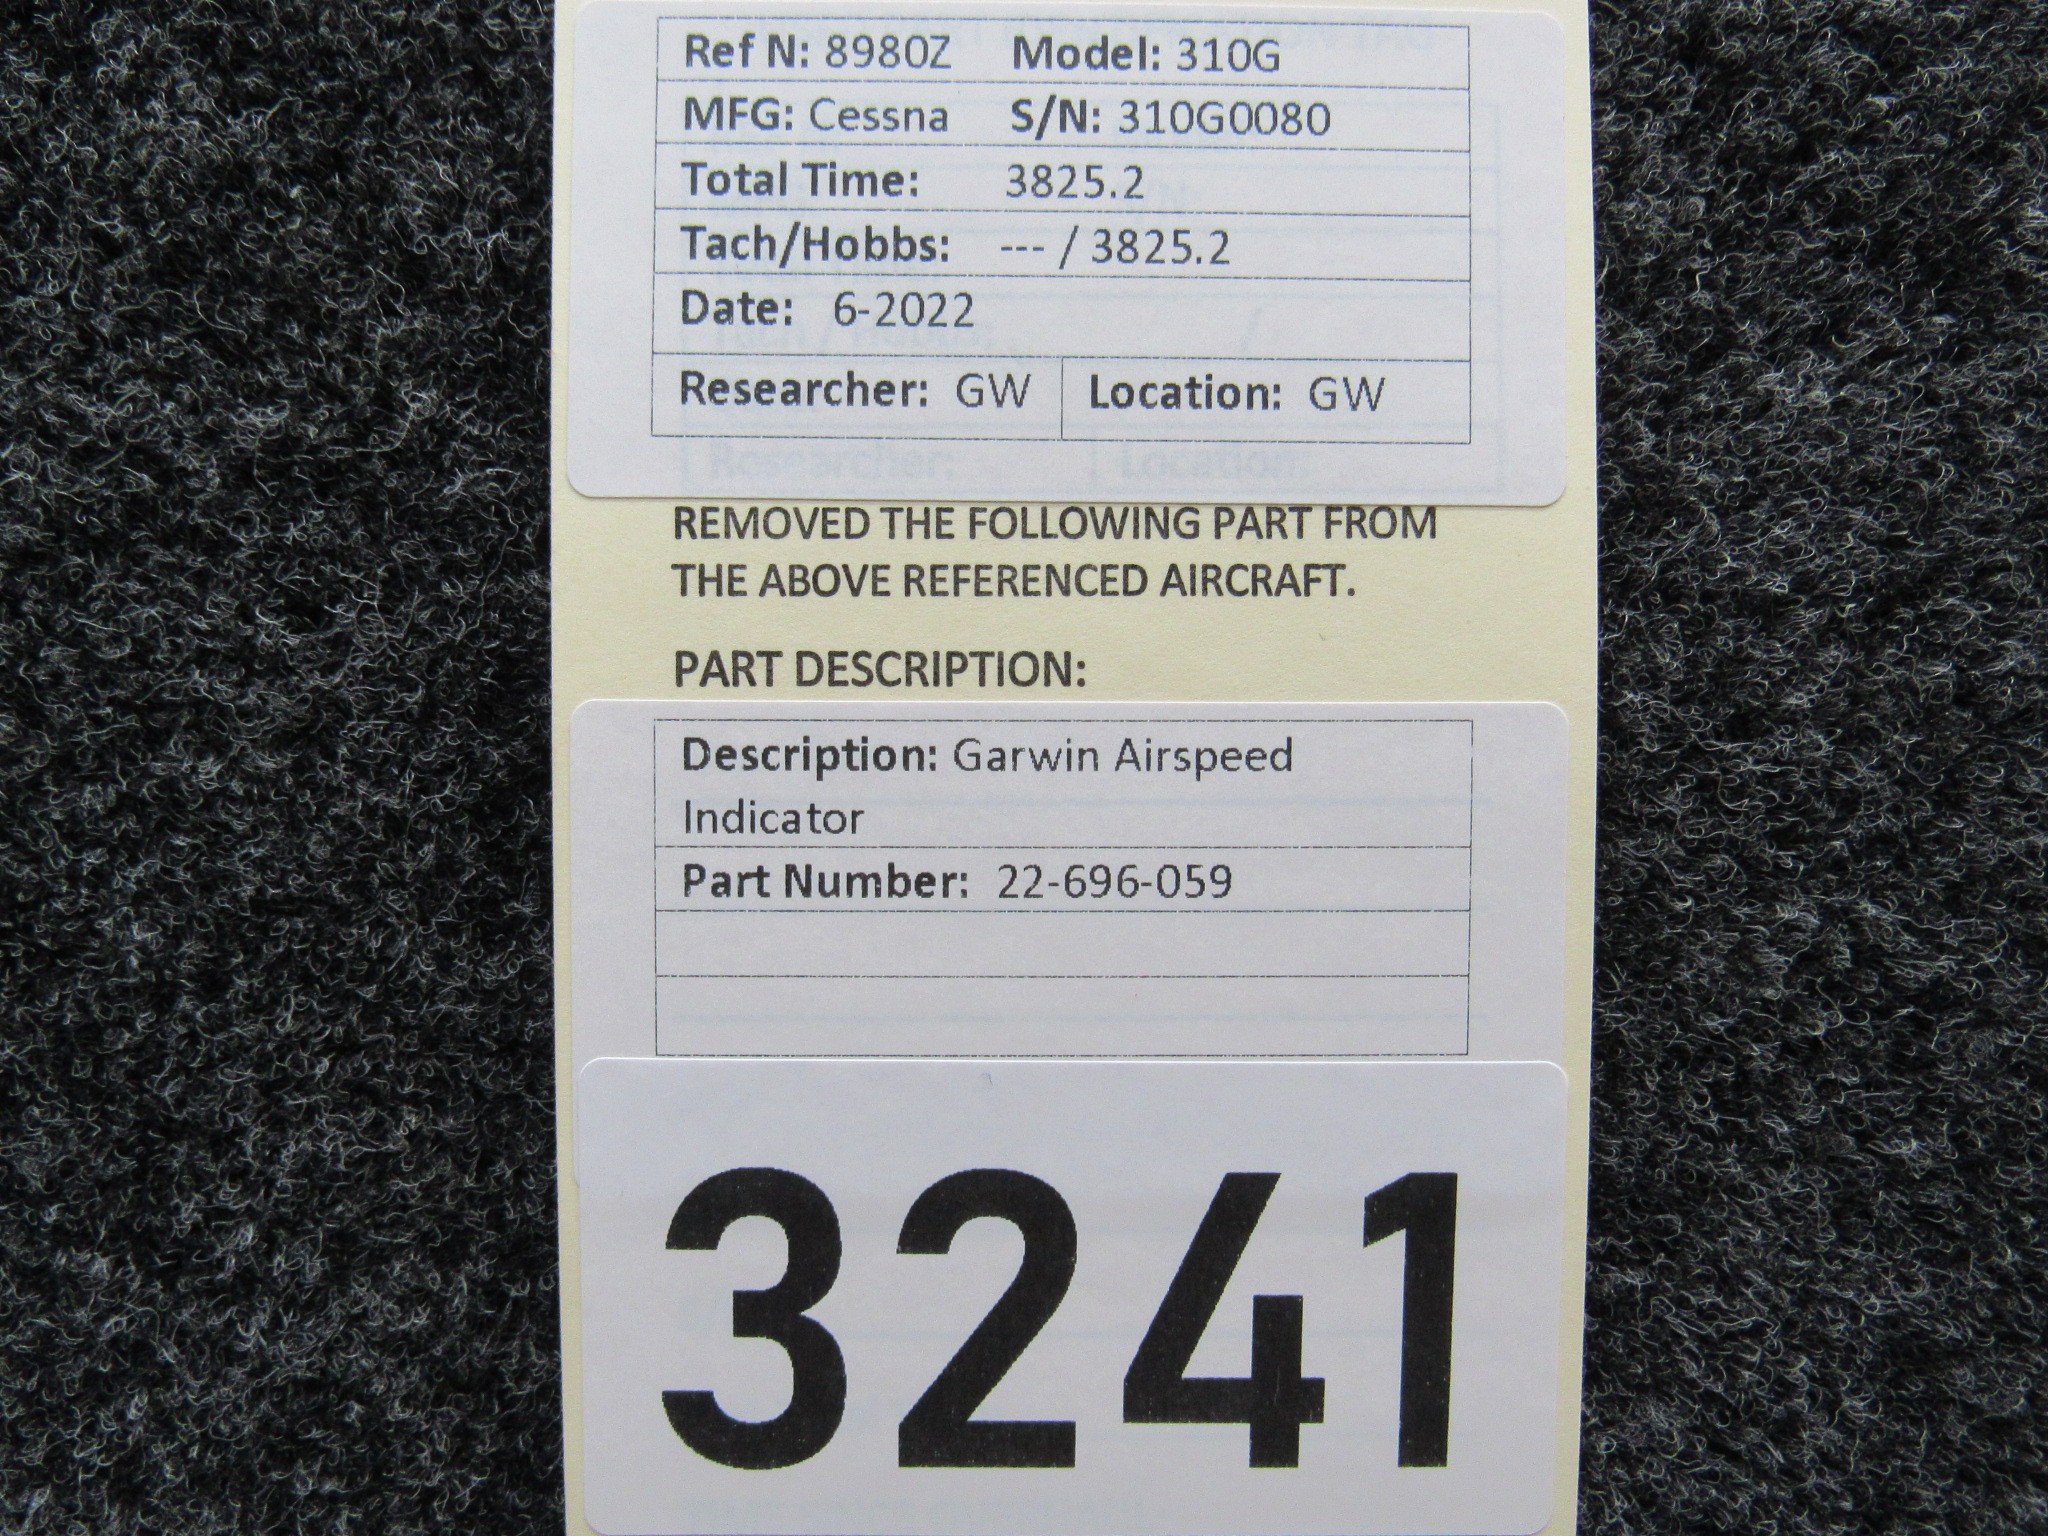 Ref N: 8980Z Model: 310G
MFG: Cessna S/N: 310G0080
Total Time: 3825.2
Tach/Hobbs: --- / 3825.2
Date: 6-2022
Researcher: GW Location: GW
Researcher: Location:
REMOVED THE FOLLOWING PART FROM
THE ABOVE REFERENCED AIRCRAFT.
PART DESCRIPTION:
Description: Garwin Airspeed
Indicator
Part Number: 22-696-059
3241